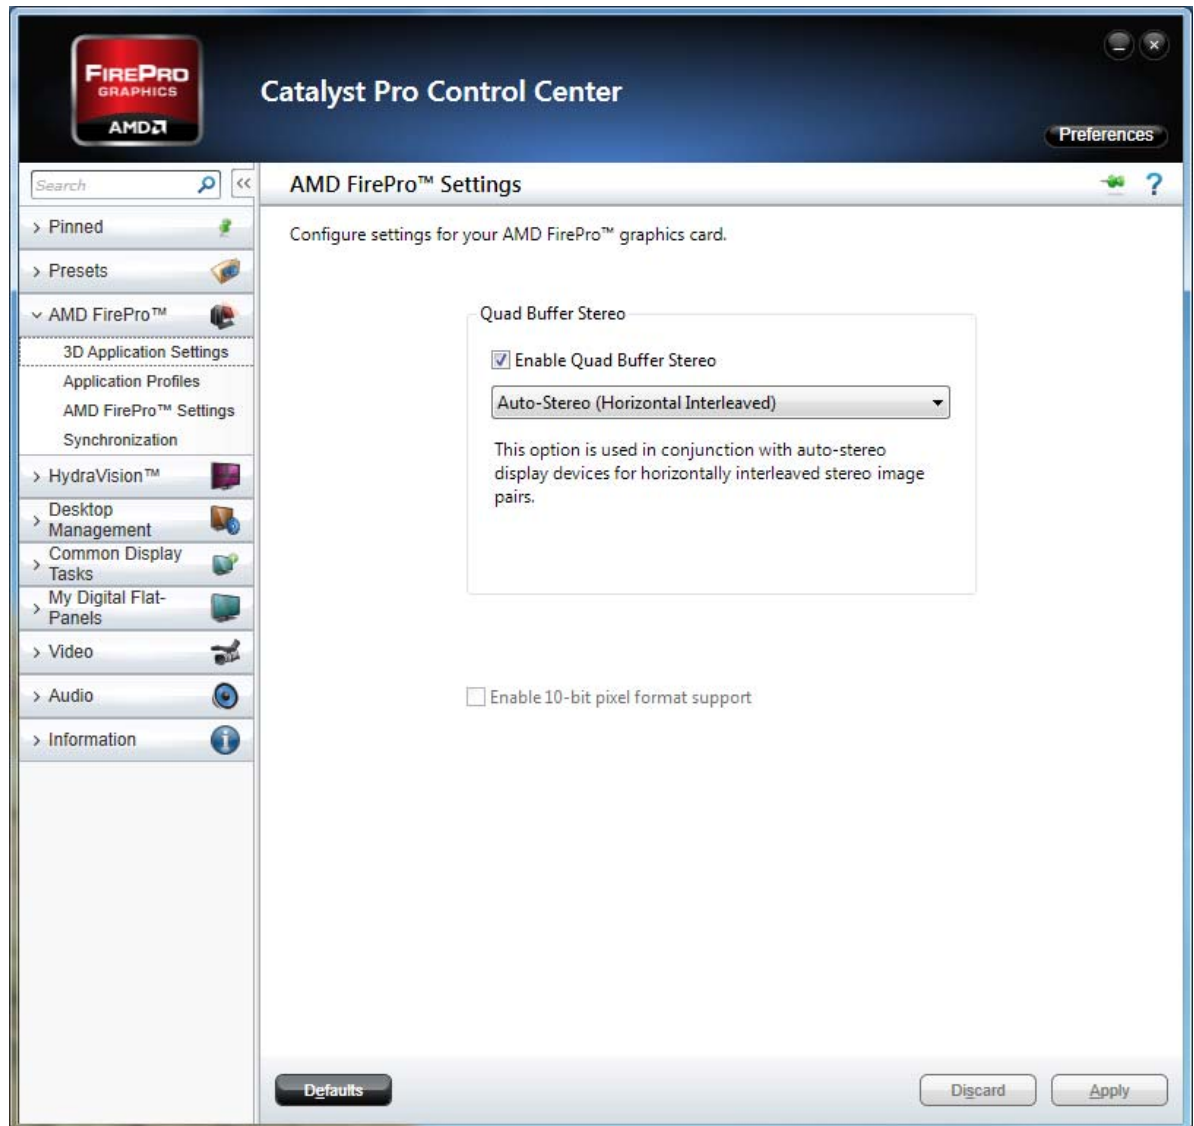 FIREPRO
GRAPHICS
AMD
Catalyst Pro Control Center
Preferences
Search
<<
AMD FirePro™ Settings
?
> Pinned
Configure settings for your AMD FirePro™ graphics card.
> Presets
AMD FirePro™
3D Application Settings
Application Profiles
AMD FirePro™ Settings
Synchronization
> HydraVision™
> Desktop
Management
> Common Display
Tasks
> My Digital Flat-
Panels
> Video
> Audio
> Information
Quad Buffer Stereo
Enable Quad Buffer Stereo
Auto-Stereo (Horizontal Interleaved)
This option is used in conjunction with auto-stereo
display devices for horizontally interleaved stereo image
pairs.
Enable 10-bit pixel format support
Defaults
Discard
Apply